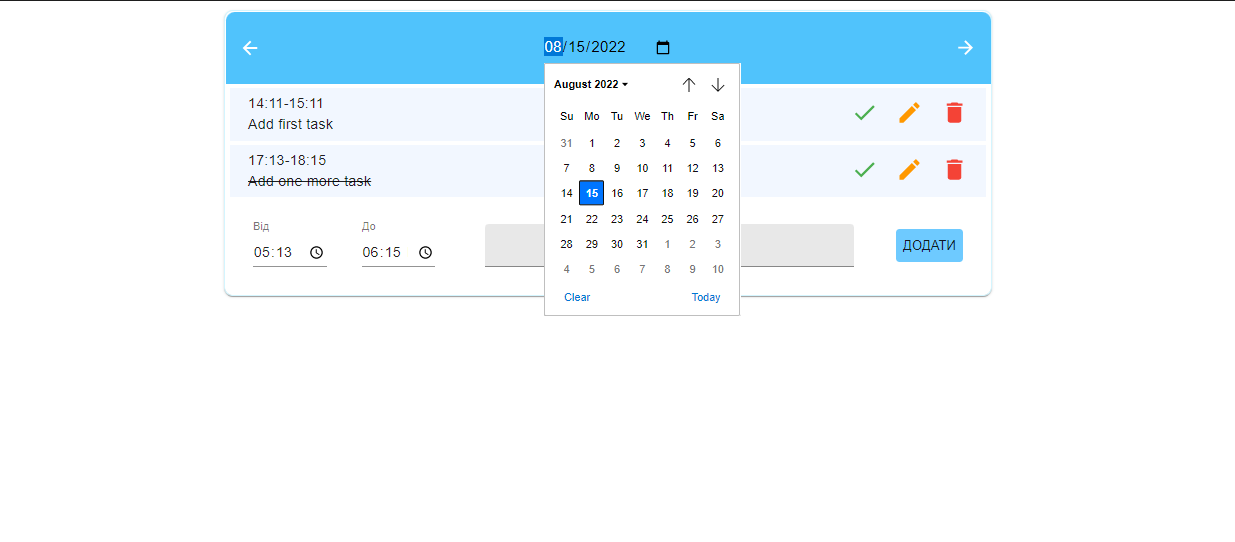 08/15/2022
August 2022
Su Mo Tu We Th Fr Sa
31 1 2 3 4 5 6
7 8 9 10 11 12 13
14 15 16 17 18 19 20
21 22 23 24 25 26 27
28 29 30 31 1 2 3
4 5 6 7 8 9 10
Clear Today
14:11-15:11
Add first task
17:13-18:15
Add one more task
Від До
05:13 06:15
ДОДАТИ